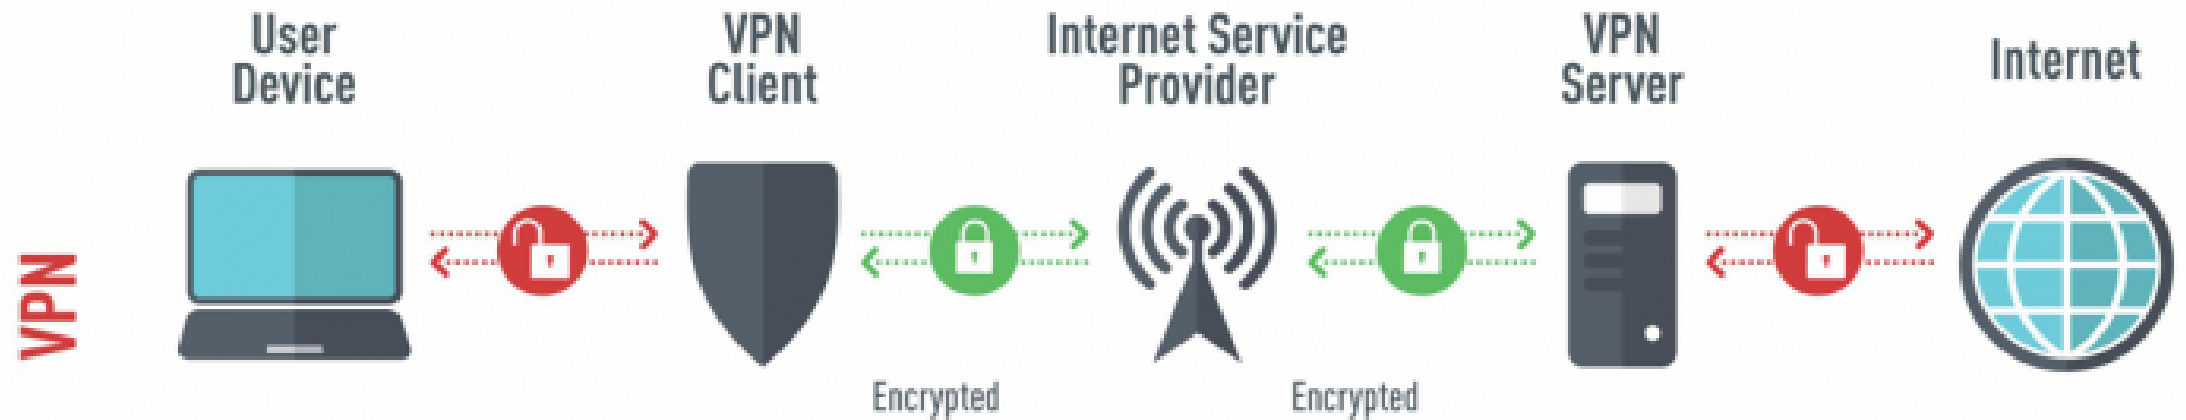 User
Device
VPN
Client
Internet Service
Provider
VPN
Server
Internet
VPN
Encrypted
Encrypted